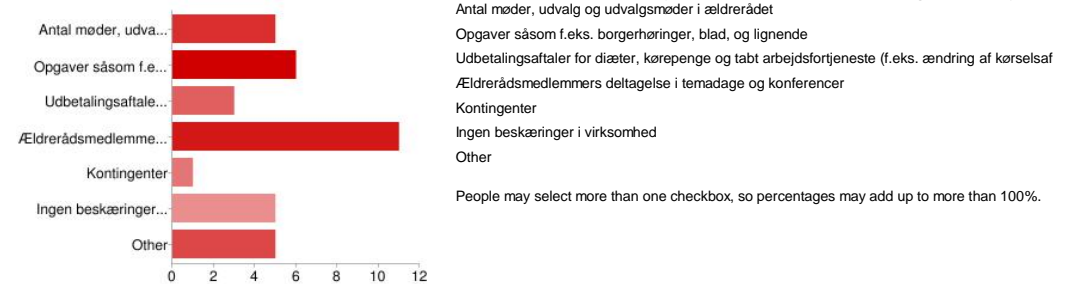 Antal møder, udva...
Opgaver såsom f.e...
Udbetalingsaftale...
Ældrerådsmedlemme...
Kontingenter
Ingen beskæringer...
Other
0 2 4 6 8 10 12
Antal møder, udvalg og udvalgsmøder i ældrerådet
Opgaver såsom f.eks. borgerhøringer, blad, og lignende
Udbetalingsaftaler for diæter, kørepenge og tabt arbejdsfortjeneste (f.eks. ændring af kørselsaf
Ældrerådsmedlemmers deltagelse i temadage og konferencer
Kontingenter
Ingen beskæringer i virksomhed
Other
People may select more than one checkbox, so percentages may add up to more than 100%.